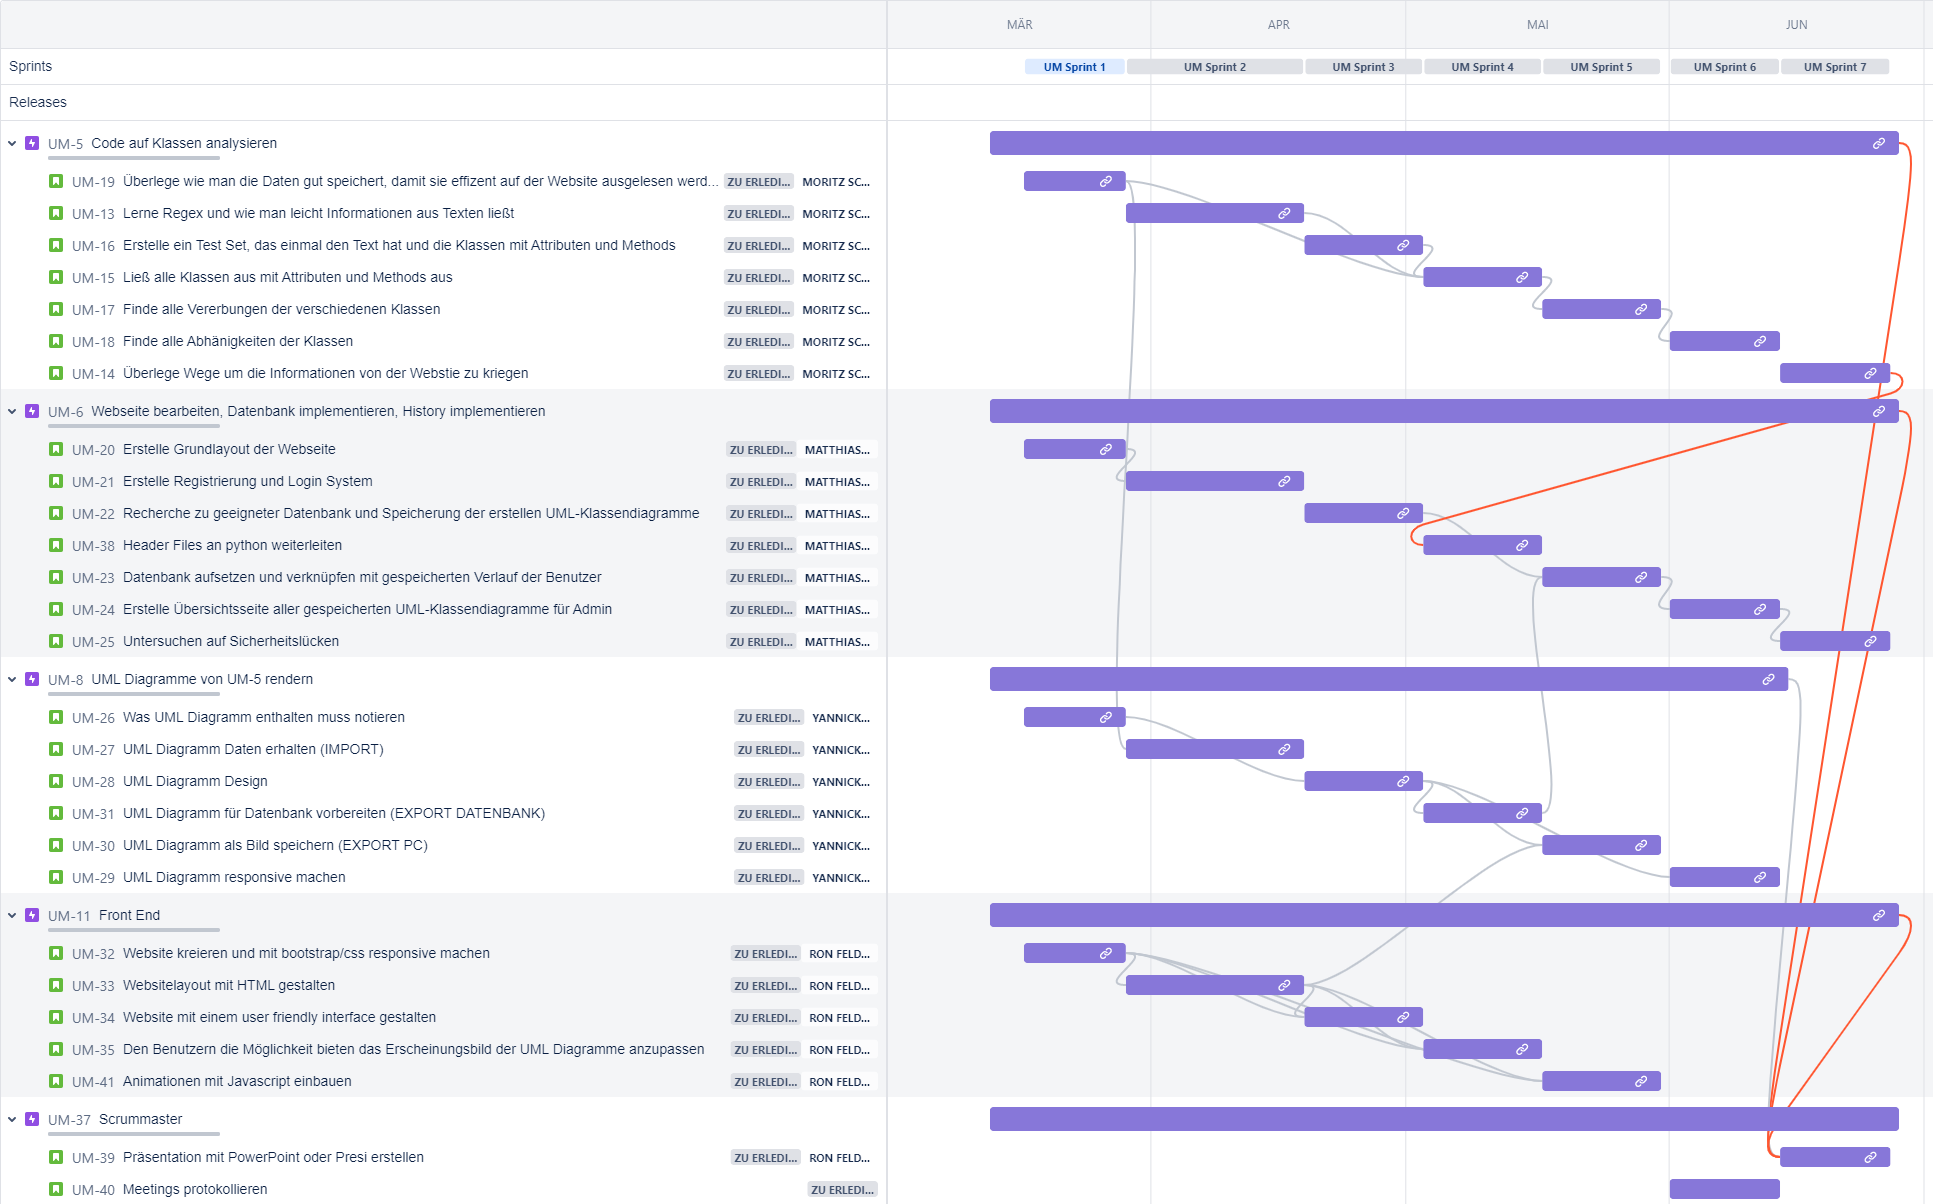 MÄR APR MAI JUN
Sprints UM Sprint 1 UM Sprint 2 UM Sprint 3 UM Sprint 4 UM Sprint 5 UM Sprint 6 UM Sprint 7
Releases
UM-5 Code auf Klassen analysieren
UM-19 Überlege wie man die Daten gut speichert, damit sie effizent auf der Website ausgelesen werd... ZU ERLEDI... MORITZ SC...
UM-13 Lerne Regex und wie man leicht Informationen aus Texten ließt ZU ERLEDI... MORITZ SC...
UM-16 Erstelle ein Test Set, das einmal den Text hat und die Klassen mit Attributen und Methods ZU ERLEDI... MORITZ SC...
UM-15 Ließ alle Klassen aus mit Attributen und Methods aus ZU ERLEDI... MORITZ SC...
UM-17 Finde alle Vererbungen der verschiedenen Klassen ZU ERLEDI... MORITZ SC...
UM-18 Finde alle Abhänigkeiten der Klassen ZU ERLEDI... MORITZ SC...
UM-14 Überlege Wege um die Informationen von der Webstie zu kriegen ZU ERLEDI... MORITZ SC...
UM-6 Webseite bearbeiten, Datenbank implementieren, History implementieren
UM-20 Erstelle Grundlayout der Webseite ZU ERLEDI... MATTHIAS...
UM-21 Erstelle Registrierung und Login System ZU ERLEDI... MATTHIAS...
UM-22 Recherche zu geeigneter Datenbank und Speicherung der erstellen UML-Klassendiagramme ZU ERLEDI... MATTHIAS...
UM-38 Header Files an python weiterleiten ZU ERLEDI... MATTHIAS...
UM-23 Datenbank aufsetzen und verknüpfen mit gespeicherten Verlauf der Benutzer ZU ERLEDI... MATTHIAS...
UM-24 Erstelle Übersichtsseite aller gespeicherten UML-Klassendiagramme für Admin ZU ERLEDI... MATTHIAS...
UM-25 Untersuchen auf Sicherheitslücken ZU ERLEDI... MATTHIAS...
UM-8 UML Diagramme von UM-5 rendern
UM-26 Was UML Diagramm enthalten muss notieren ZU ERLEDI... YANNICK...
UM-27 UML Diagramm Daten erhalten (IMPORT) ZU ERLEDI... YANNICK...
UM-28 UML Diagramm Design ZU ERLEDI... YANNICK...
UM-31 UML Diagramm für Datenbank vorbereiten (EXPORT DATENBANK) ZU ERLEDI... YANNICK...
UM-30 UML Diagramm als Bild speichern (EXPORT PC) ZU ERLEDI... YANNICK...
UM-29 UML Diagramm responsive machen ZU ERLEDI... YANNICK...
UM-11 Front End
UM-32 Website kreieren und mit bootstrap/css responsive machen ZU ERLEDI... RON FELD...
UM-33 Websitelayout mit HTML gestalten ZU ERLEDI... RON FELD...
UM-34 Website mit einem user friendly interface gestalten ZU ERLEDI... RON FELD...
UM-35 Den Benutzern die Möglichkeit bieten das Erscheinungsbild der UML Diagramme anzupassen ZU ERLEDI... RON FELD...
UM-41 Animationen mit Javascript einbauen ZU ERLEDI... RON FELD...
UM-37 Scrummaster
UM-39 Präsentation mit PowerPoint oder Presi erstellen ZU ERLEDI... RON FELD...
UM-40 Meetings protokollieren ZU ERLEDI...